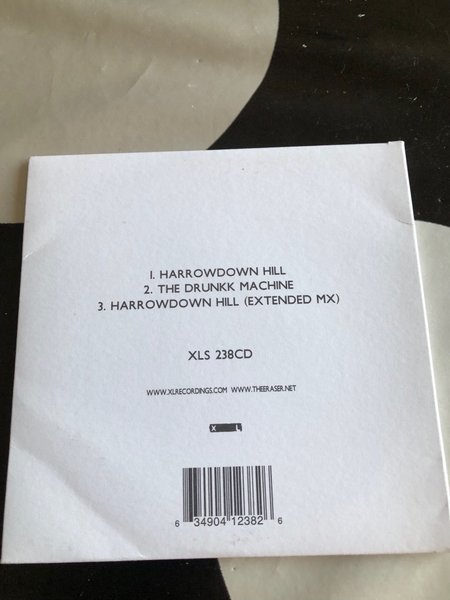 1. HARROWDOWN HILL
2. THE DRUNKK MACHINE
3. HARROWDOWN HILL (EXTENDED MX)
XLS 238CD
WWW.XLRECORDINGS.COM WWW.THEERASER.NET
X L
6 34904 12382 6